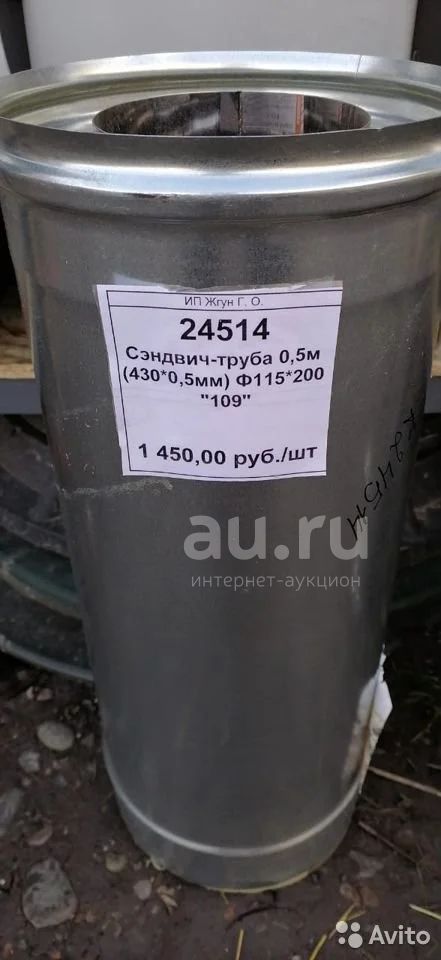 ИП Жгун Г. О.
24514
Сэндвич-труба 0,5м
(430*0,5мм) Ф115*200
"109"
1 450,00 руб./шт
au.ru
интернет-аукцион
Avito